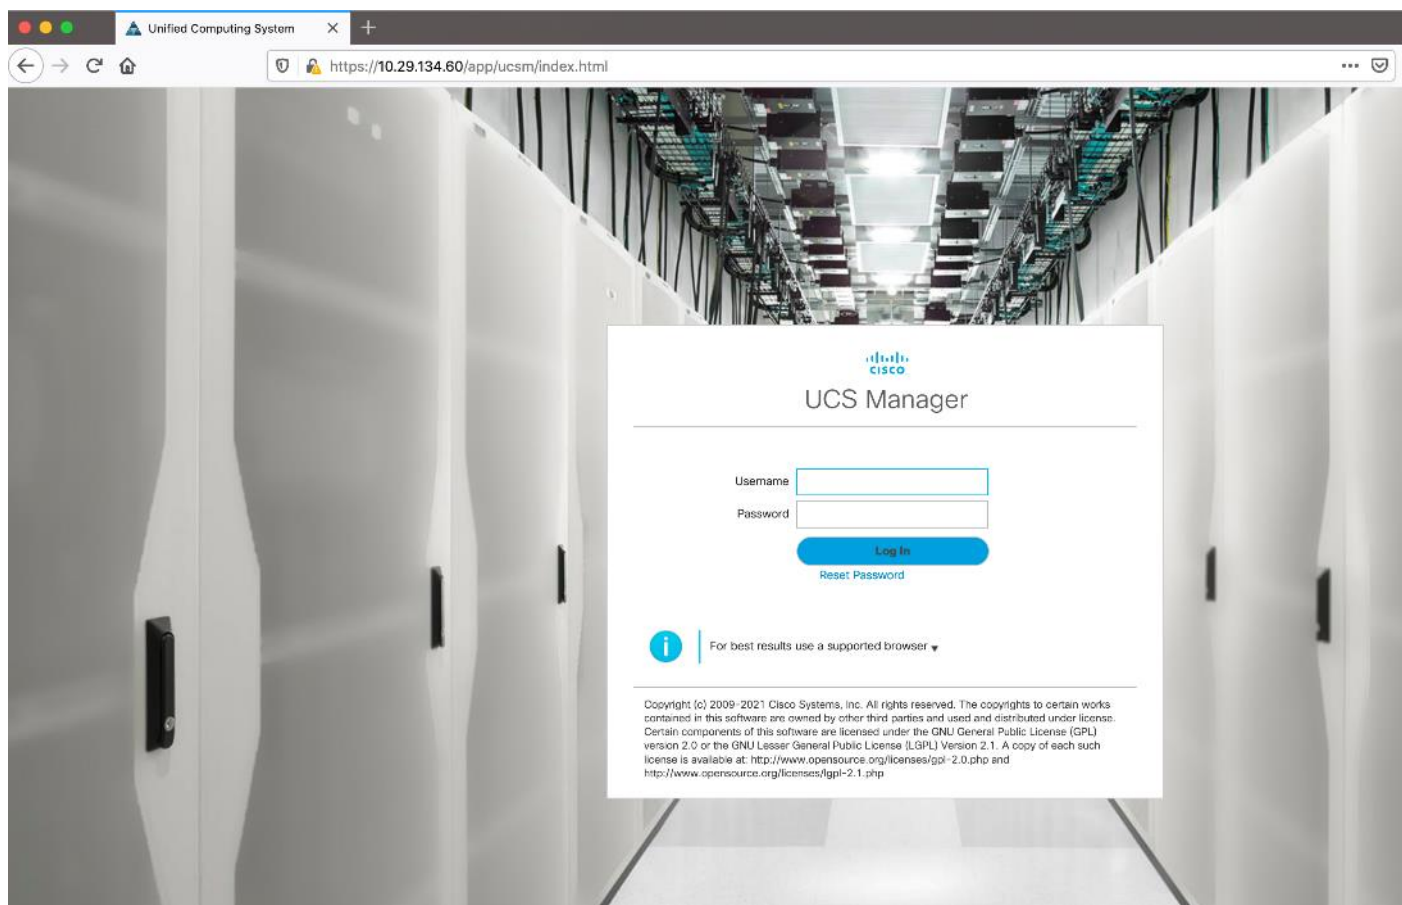 Unified Computing System
https://10.29.134.60/app/ucsm/index.html
CISCO
UCS Manager
Username
Password
Log In
Reset Password
For best results use a supported browser
Copyright (c) 2009-2021 Cisco Systems, Inc. All rights reserved. The copyrights to certain works
contained in this software are owned by other third parties and used and distributed under license.
Certain components of this software are licensed under the GNU General Public License (GPL)
version 2.0 or the GNU Lesser General Public License (LGPL) Version 2.1. A copy of each such
license is available at: http://www.opensource.org/licenses/gpl-2.0.php and
http://www.opensource.org/licenses/lgpl-2.1.php